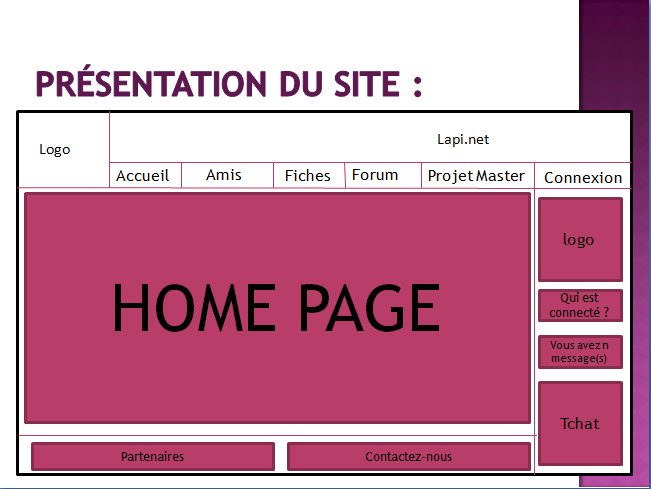 PRÉSENTATION DU SITE :
Logo
Lapi.net
Accueil
Amis
Fiches
Forum
Projet Master
Connexion
HOME PAGE
logo
Qui est
connecté ?
Vous avez n
message(s)
Tchat
Partenaires
Contactez-nous